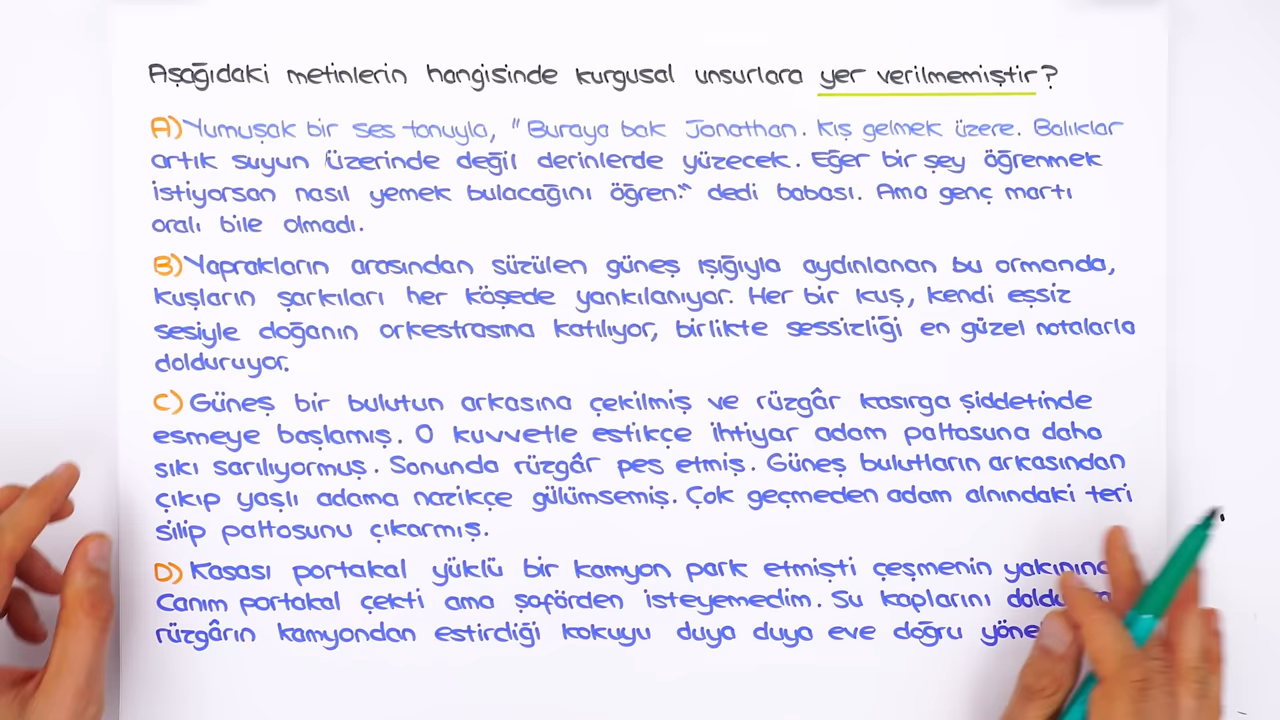 Aşağıdaki metinlerin hangisinde kurgusal unsurlara yer verilmemiştir?
A) Yumuşak bir ses tonuyla, "Buraya bak Jonathan. Kış gelmek üzere. Balıklar
artık suyun üzerinde değil derinlerde yüzecek. Eğer bir şey öğrenmek
istiyorsan nasıl yemek bulacağını öğren." dedi babası. Ama genç martı
oralı bile olmadı.
B) Yaprakların arasından süzülen güneş ışığıyla aydınlanan bu ormanda,
kuşların şarkıları her köşede yankılanıyor. Her bir kuş, kendi eşsiz
sesiyle doğanın orkestrasına katılıyor, birlikte sessizliği en güzel notalarla
dolduruyor.
C) Güneş bir bulutun arkasına çekilmiş ve rüzgâr kasırga şiddetinde
esmeye başlamış. O kuvvetle estikçe ihtiyar adam paltosuna daha
sıkı sarılıyormuş. Sonunda rüzgâr pes etmiş. Güneş bulutların arkasından
çıkıp yaşlı adama nazikçe gülümsemiş. Çok geçmeden adam alnındaki teri
silip paltosunu çıkarmış.
D) Kasası portakal yüklü bir kamyon park etmişti çeşmenin
Canım portakal çekti ama şoförden isteyemedim. Su kaplarını
rüzgârın kamyondan estirdiği kokuyu duya duya eve doğru